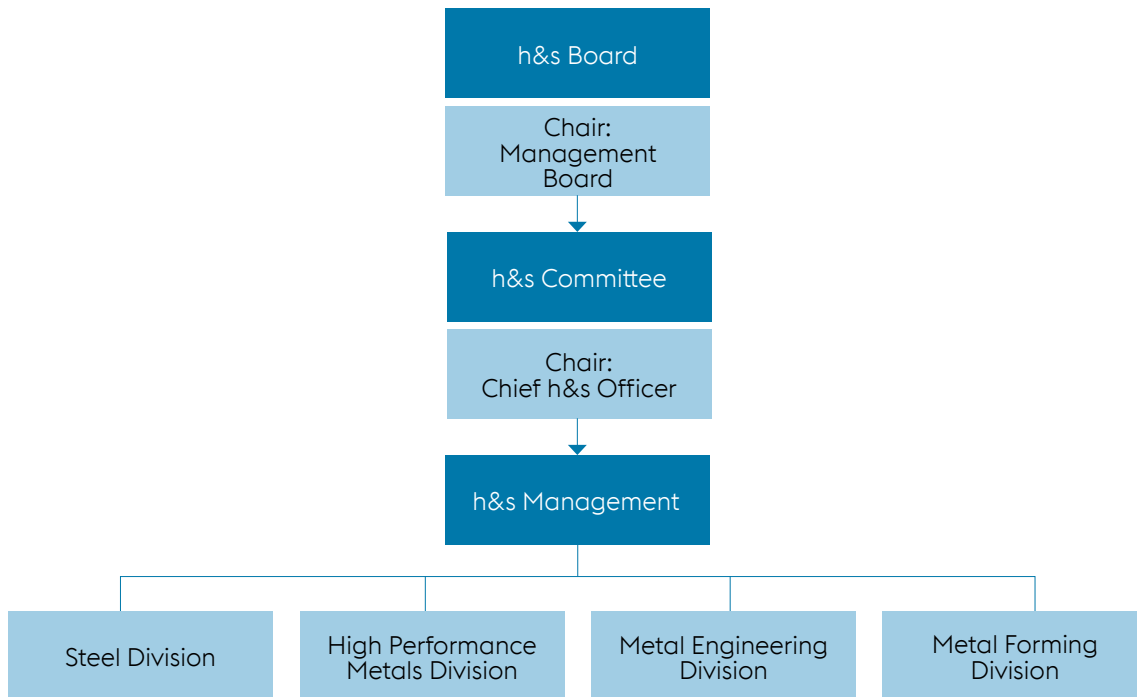 h&s Board
Chair:
Management
Board
h&s Committee
Chair:
Chief h&s Officer
h&s Management
Steel Division
High Performance
Metals Division
Metal Engineering
Division
Metal Forming
Division